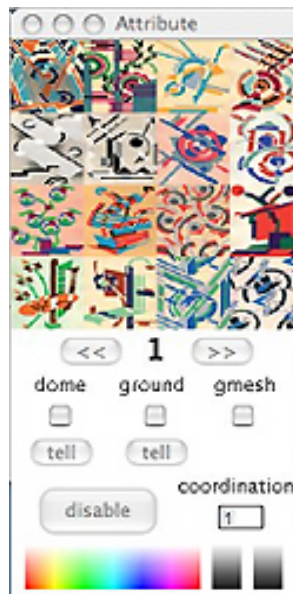 Attribute
<< 1 >>
dome ground gmesh
tell tell
coordination
disable 1